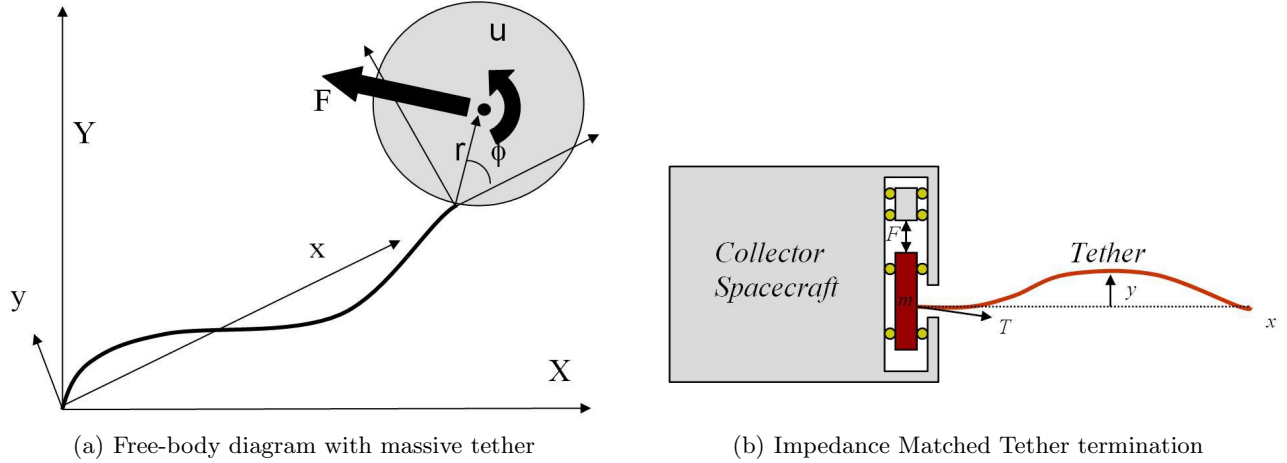 u
F
Y
r
ϕ
x
y
X
(a) Free-body diagram with massive tether
Collector
Spacecraft
F
m
Tether
y
T
x
(b) Impedance Matched Tether termination